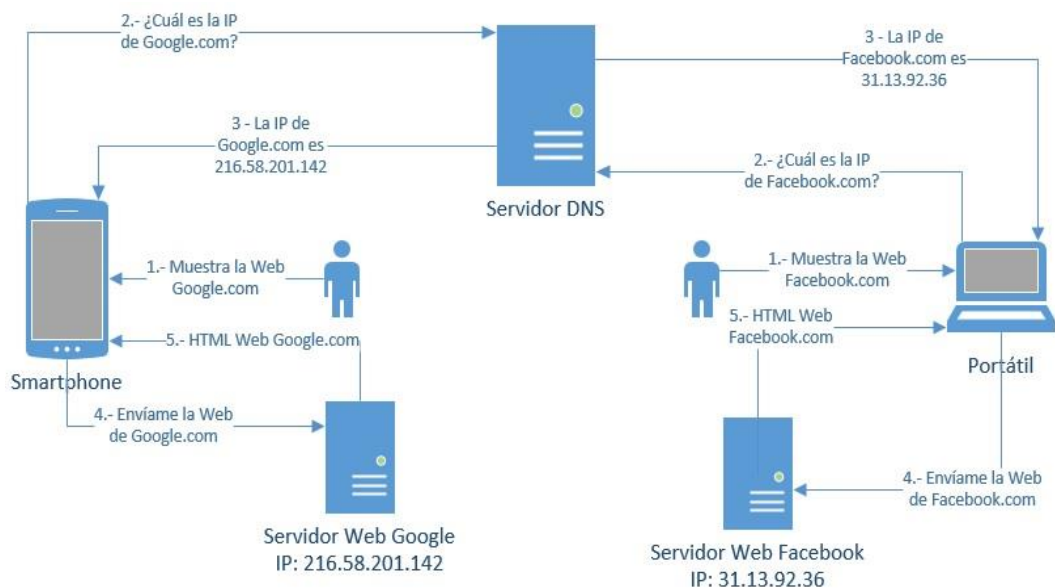 2.- ¿Cuál es la IP
de Google.com?
3 - La IP de
Facebook.com es
31.13.92.36
3 - La IP de
Google.com es
216.58.201.142
2.- ¿Cuál es la IP
de Facebook.com?
Servidor DNS
1.- Muestra la Web
Google.com
1.- Muestra la Web
Facebook.com
5.- HTML Web Google.com
5.- HTML Web
Facebook.com
Smartphone
Portátil
4.- Envíame la Web
de Google.com
4.- Envíame la Web
de Facebook.com
Servidor Web Google
IP: 216.58.201.142
Servidor Web Facebook
IP: 31.13.92.36